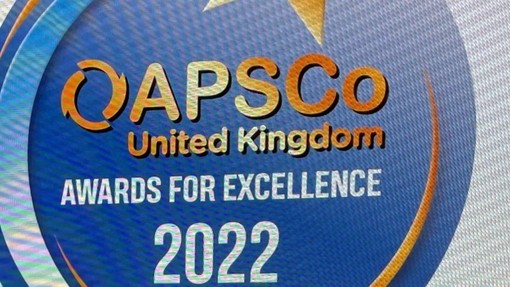 APSCo
United Kingdom
AWARDS FOR EXCELLENCE
2022